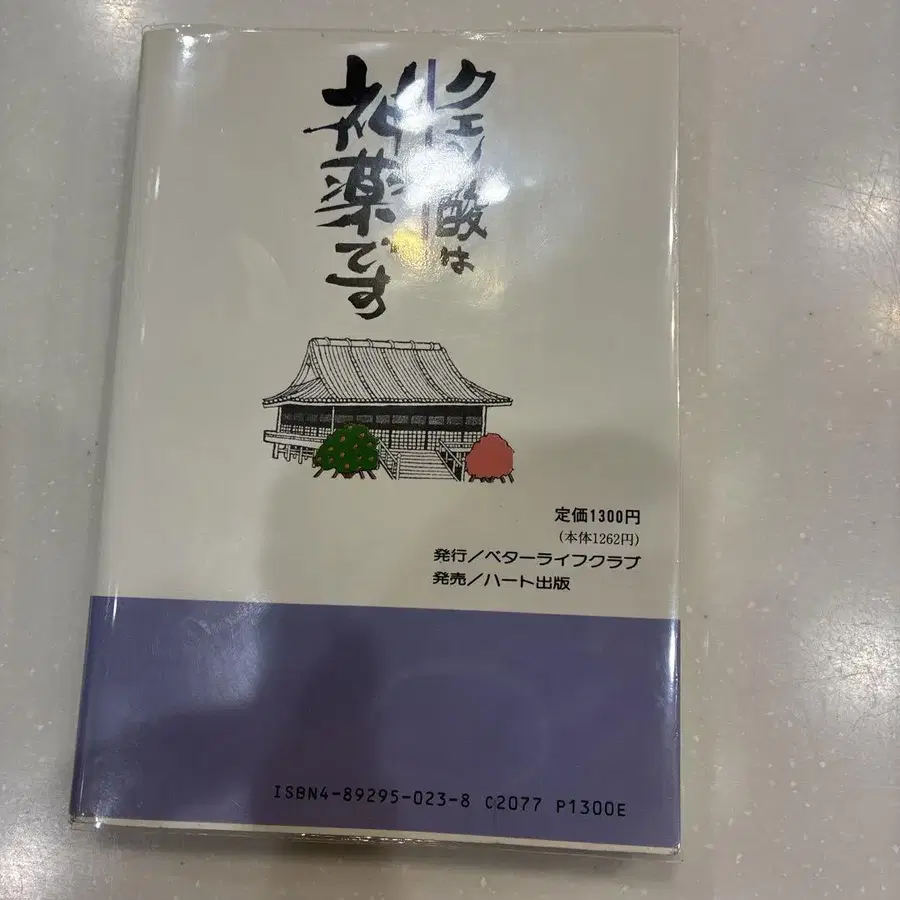 クエン酸は
神薬です
定価1300円
(本体1262円)
発行/ベターライフクラブ
発売/ハート出版
ISBN4-89295-023-8 C2077 P1300E